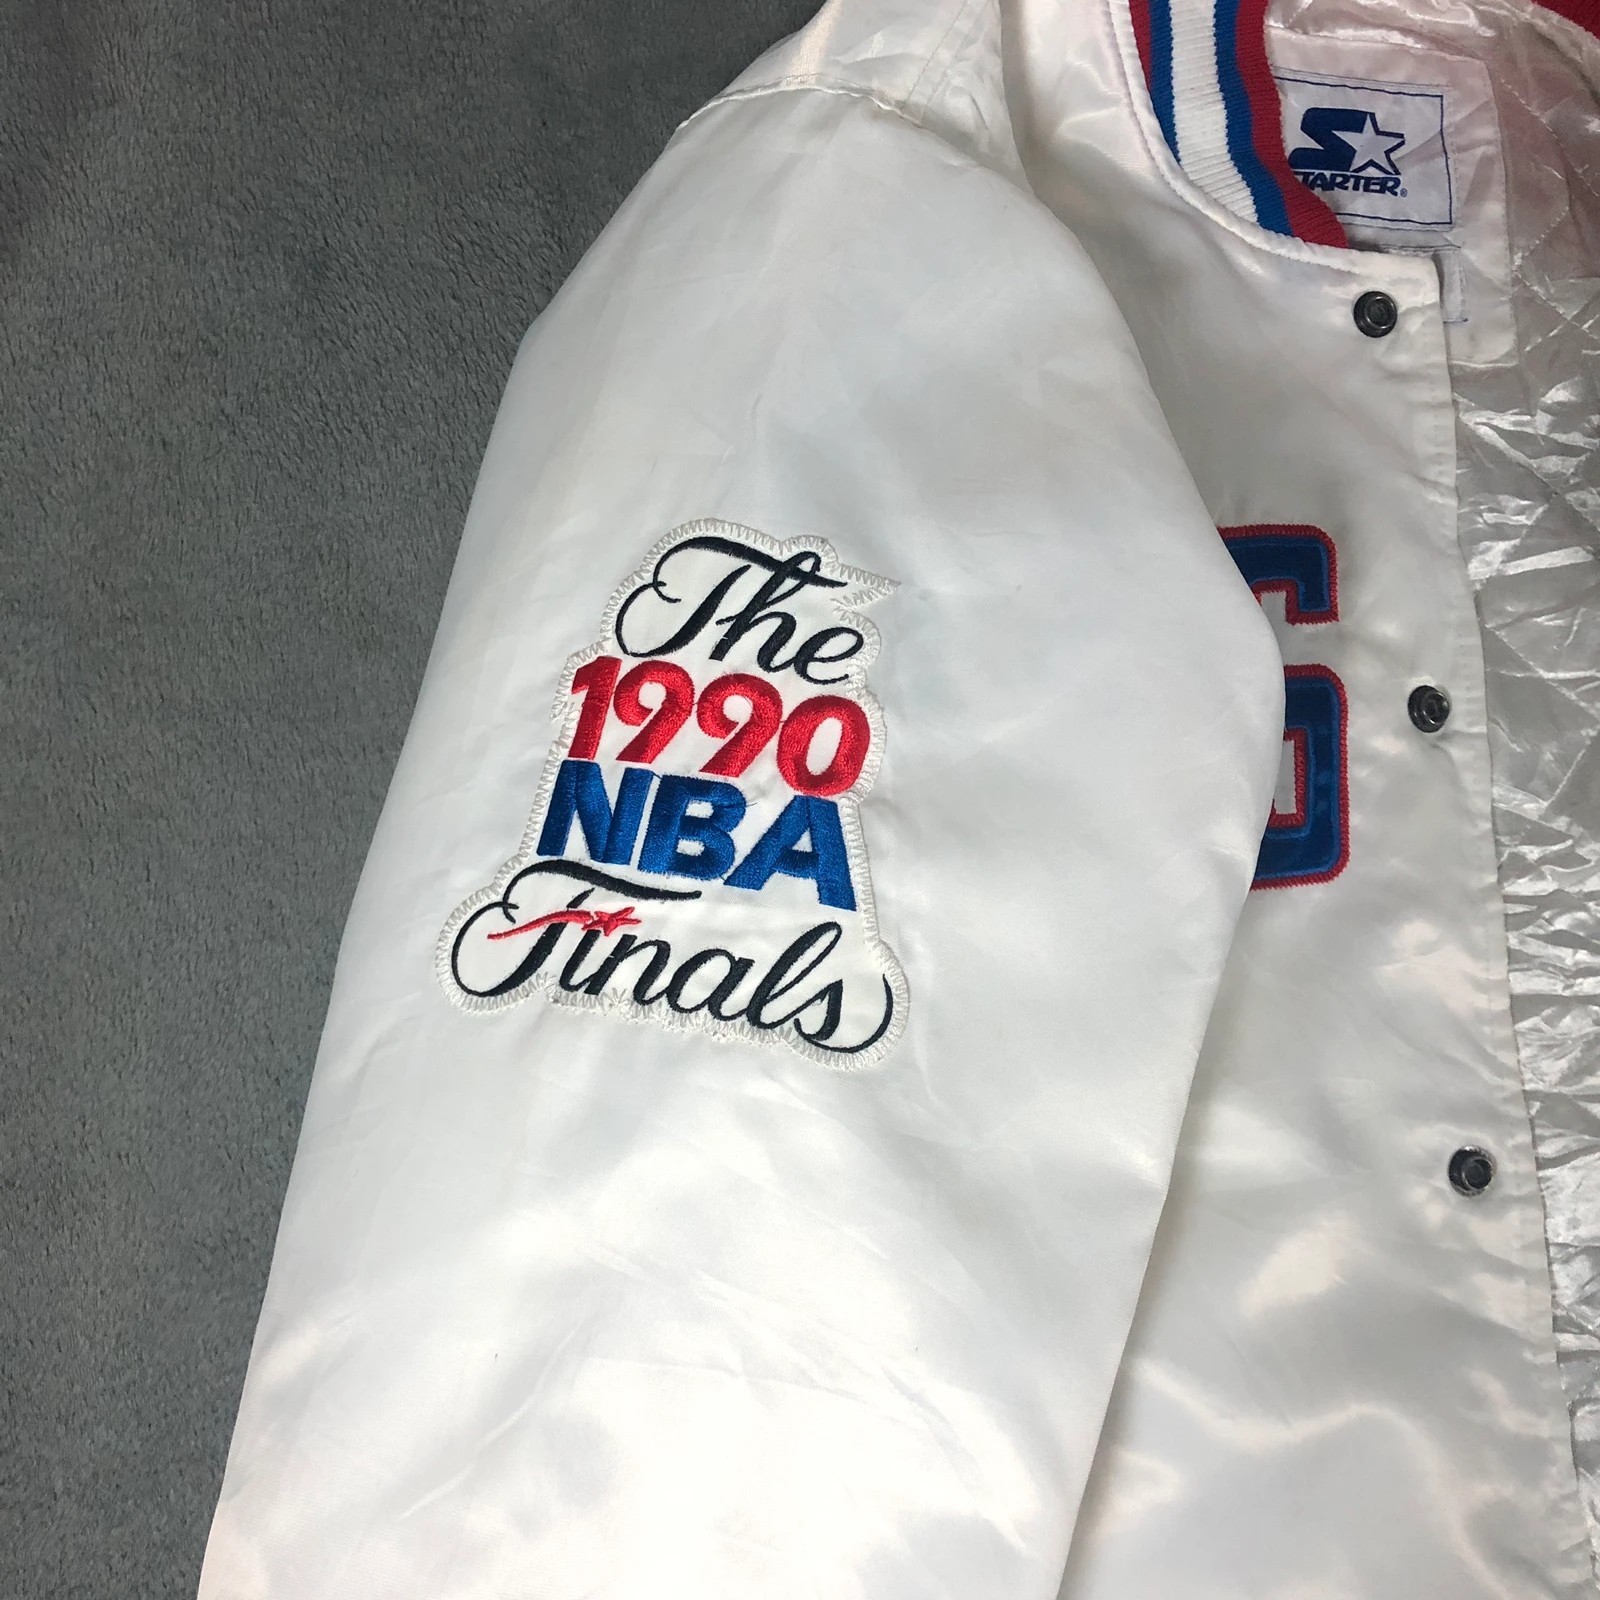 STARTER®
The
1990
NBA
Finals
G